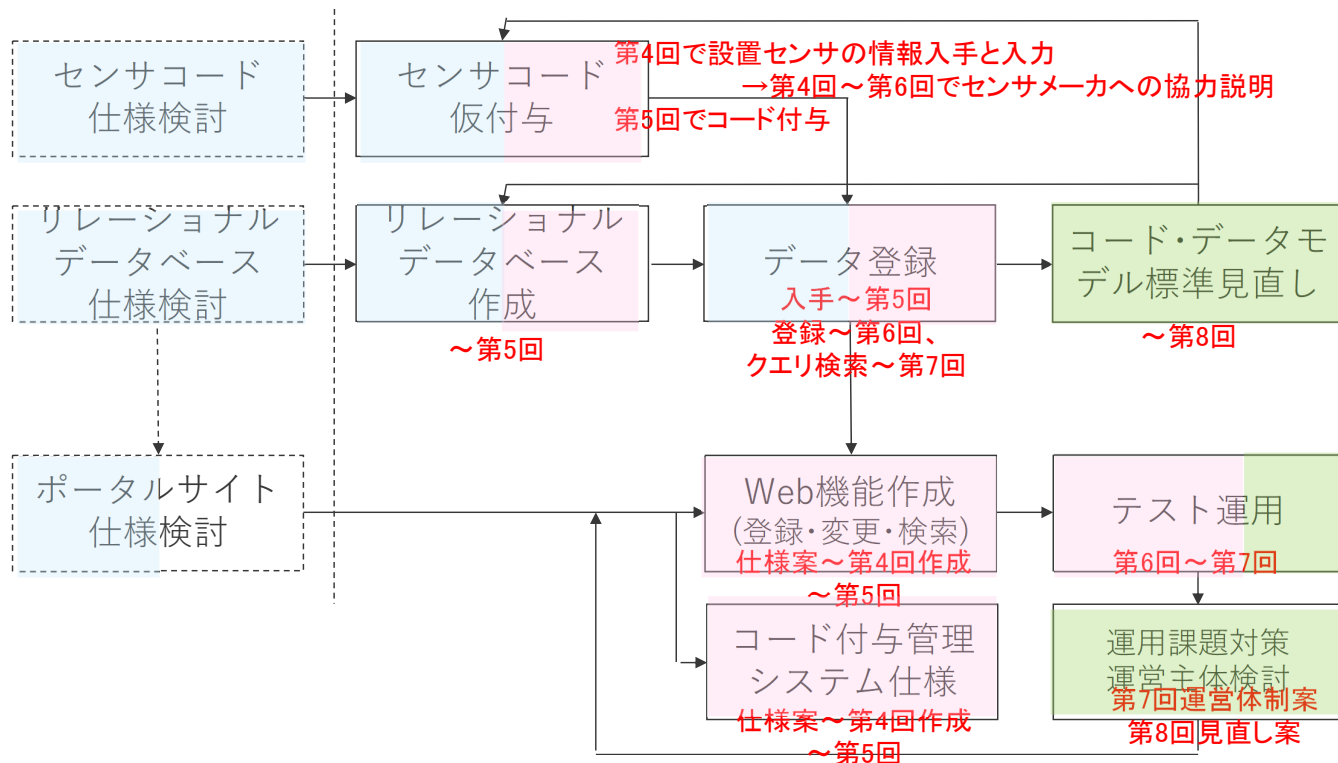 センサコード
仕様検討
センサコード
仮付与
第4回で設置センサの情報入手と入力
→第4回～第6回でセンサメーカへの協力説明
第5回でコード付与
リレーショナル
データベース
仕様検討
リレーショナル
データベース
作成
～第5回
データ登録
入手～第5回
登録～第6回、
クエリ検索～第7回
コード・データモ
デル標準見直し
～第8回
ポータルサイト
仕様検討
Web機能作成
(登録・変更・検索)
仕様案～第4回作成
～第5回
テスト運用
第6回～第7回
コード付与管理
システム仕様
仕様案～第4回作成
～第5回
運用課題対策
運営主体検討
第7回運営体制案
第8回見直し案